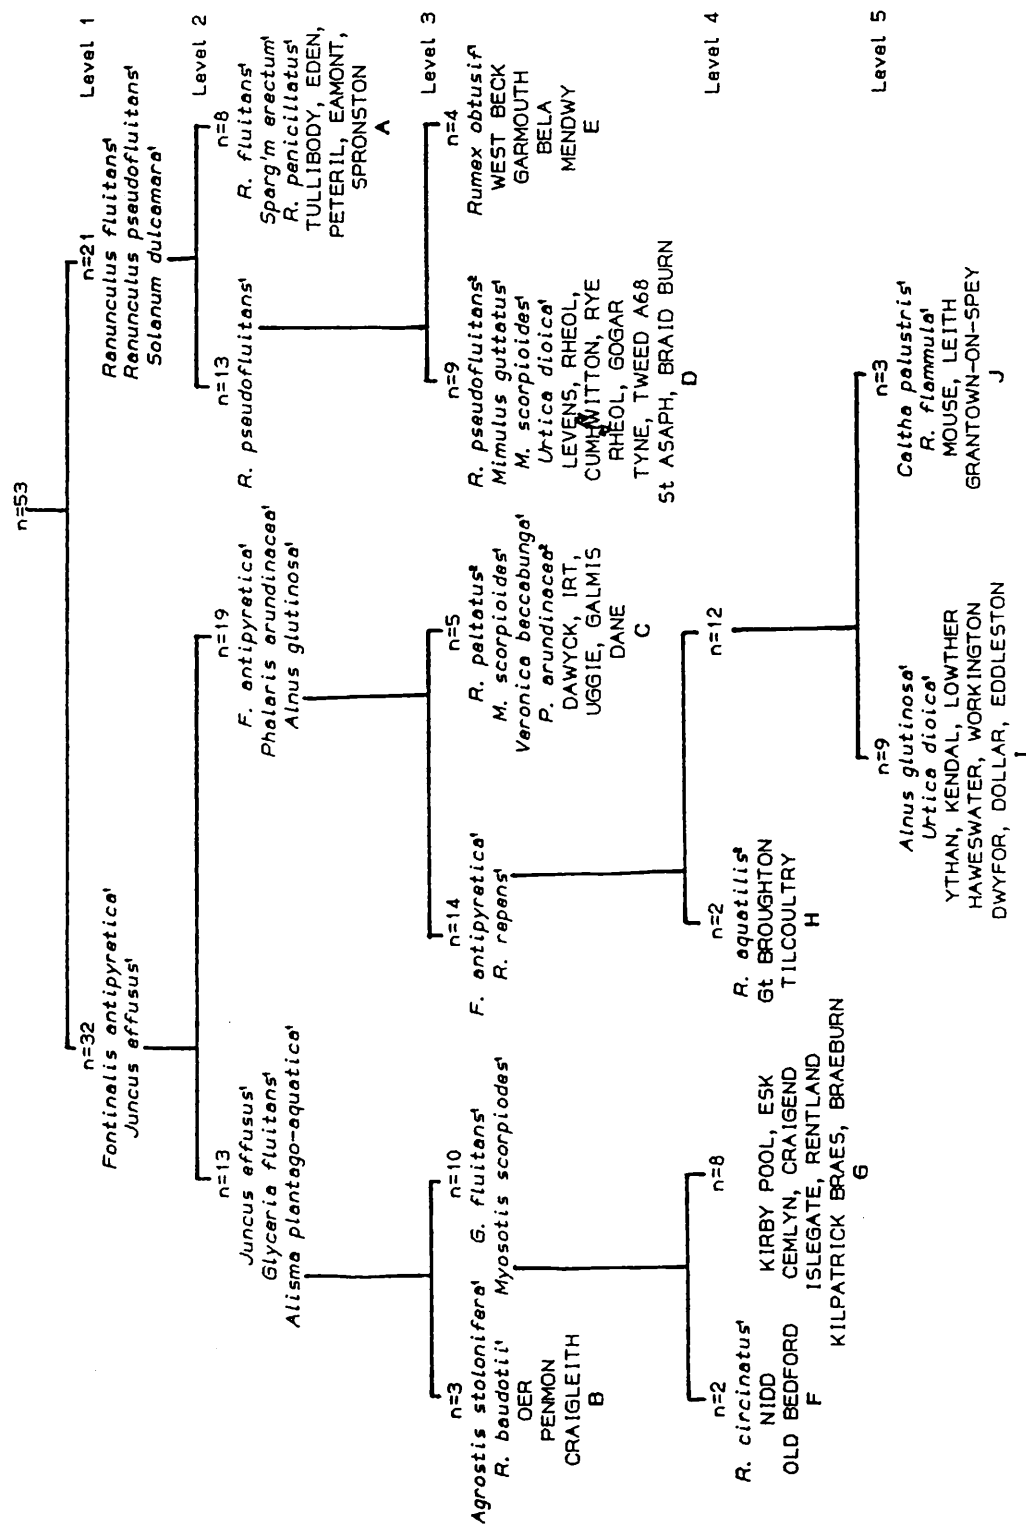 n=53
Level 1
n=32
Fontinalis antipyretica¹
Juncus effusus¹
n=21
Ranunculus fluitans¹
Ranunculus pseudofluitans¹
Solanum dulcamara¹
Level 2
n=13
Juncus effusus¹
Glyceria fluitans¹
Alisma plantago-aquatica¹
n=19
F. antipyretica¹
Phalaris arundinacea¹
Alnus glutinosa¹
n=13
R. pseudofluitans¹
n=8
R. fluitans¹
Sparg'm erectum¹
R. penicillatus¹
TULLIBODY, EDEN,
PETERIL, EAMONT,
SPRONSTON
A
Level 3
n=3
Agrostis stolonifera¹
R. baudotii¹
OER
PENMON
CRAIGLEITH
B
n=10
G. fluitans¹
Myosotis scorpiodes¹
n=14
F. antipyretica¹
R. repens¹
n=5
R. peltatus²
M. scorpioides¹
Veronica beccabunga¹
P. arundinacea²
DAWYCK, IRT,
UGGIE, GALMIS
DANE
C
n=9
R. pseudofluitans²
Mimulus guttatus¹
M. scorpioides¹
Urtica dioica¹
LEVENS, RHEOL,
CUMHWITTON, RYE
RHEOL, GOGAR
TYNE, TWEED A68
St ASAPH, BRAID BURN
D
n=4
Rumex obtusif¹
WEST BECK
GARMOUTH
BELA
MENDWY
E
Level 4
n=2
R. circinatus¹
NIDD
OLD BEDFORD
F
n=8
KIRBY POOL, ESK
CEMLYN, CRAIGEND
ISLEGATE, RENTLAND
KILPATRICK BRAES, BRAEBURN
G
n=2
R. aquatilis²
Gt BROUGHTON
TILCOULTRY
H
n=12
Level 5
n=9
Alnus glutinosa¹
Urtica dioica¹
YTHAN, KENDAL, LOWTHER
HAWESWATER, WORKINGTON
DWYFOR, DOLLAR, EDDLESTON
I
n=3
Caltha palustris¹
R. flammula¹
MOUSE, LEITH
GRANTOWN-ON-SPEY
J